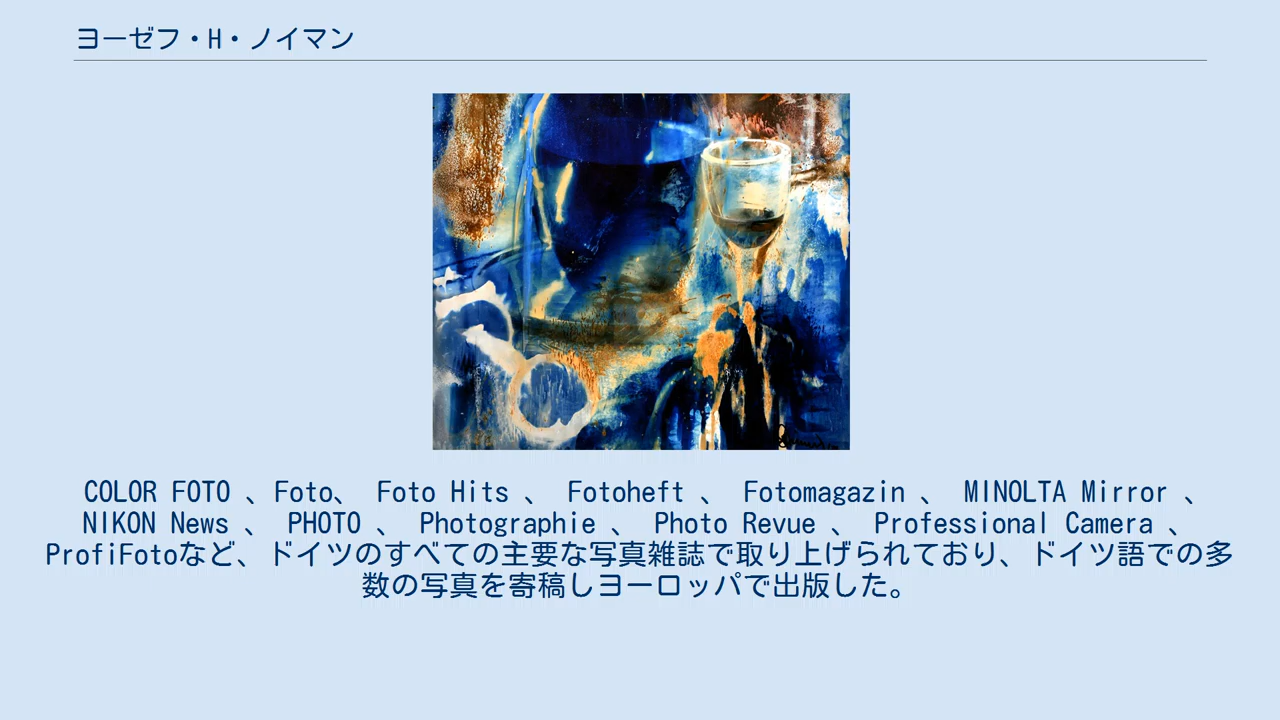 ヨーゼフ・H・ノイマン
COLOR FOTO 、Foto、 Foto Hits 、 Fotoheft 、 Fotomagazin 、 MINOLTA Mirror 、
NIKON News 、 PHOTO 、 Photographie 、 Photo Revue 、 Professional Camera 、
ProfiFotoなど、ドイツのすべての主要な写真雑誌で取り上げられており、ドイツ語での多
数の写真を寄稿しヨーロッパで出版した。